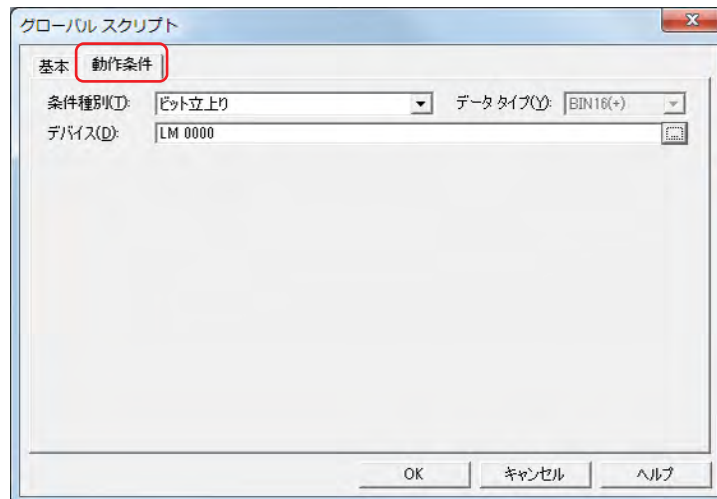 グローバル スクリプト
基本 動作条件
条件種別(T): ビット立上り データ タイプ(Y): BIN16(+)
デバイス(D): LM 0000 ...
OK キャンセル ヘルプ